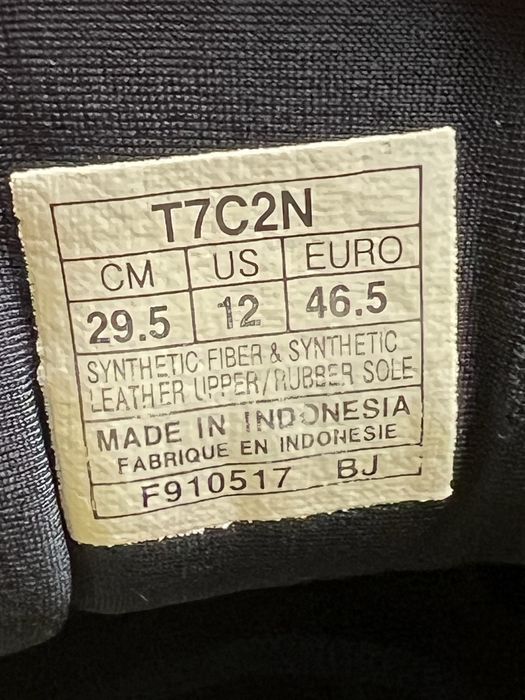 T7C2N
CM US EURO
29.5 12 46.5
SYNTHETIC FIBER & SYNTHETIC
LEATHER UPPER/RUBBER SOLE
MADE IN INDONESIA
FABRIQUE EN INDONESIE
F910517 BJ